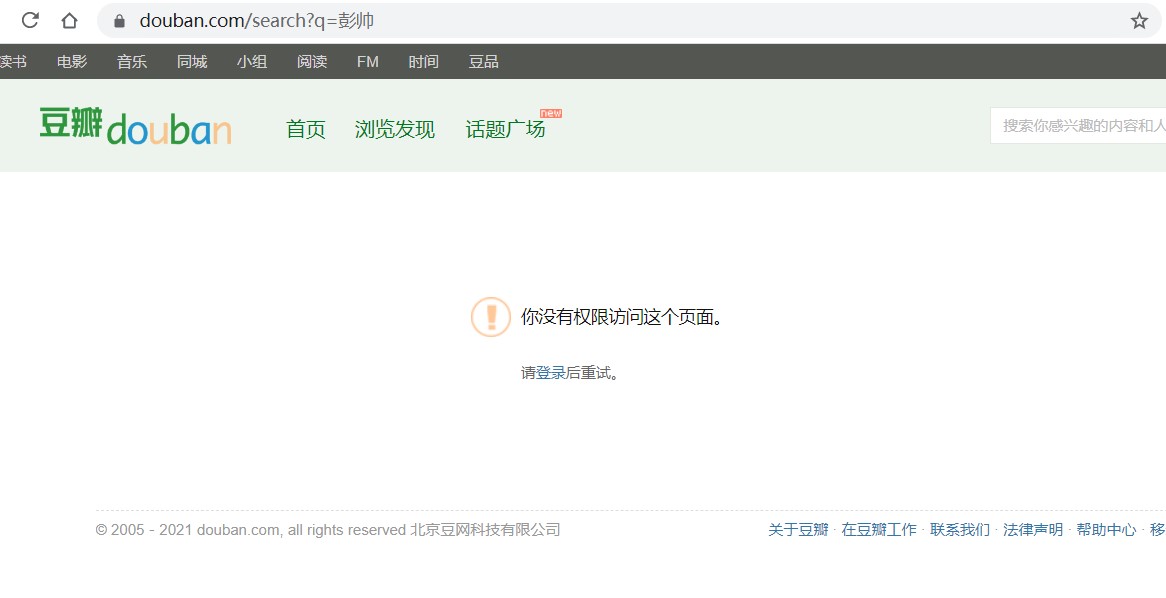 douban.com/search?q=彭帅
读书 电影 音乐 同城 小组 阅读 FM 时间 豆品
豆瓣douban 首页 浏览发现 话题广场 new 搜索你感兴趣的内容和人
你没有权限访问这个页面。
请登录后重试。
© 2005 - 2021 douban.com, all rights reserved 北京豆网科技有限公司 关于豆瓣 · 在豆瓣工作 · 联系我们 · 法律声明 · 帮助中心 · 移